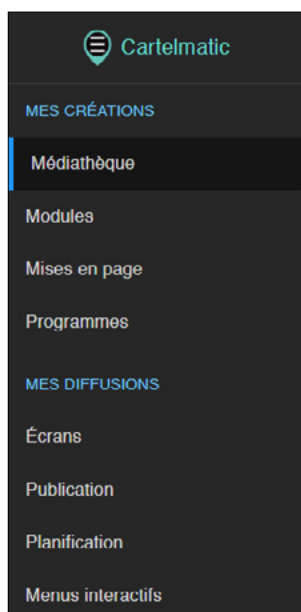 Cartelmatic
MES CRÉATIONS
Médiathèque
Modules
Mises en page
Programmes
MES DIFFUSIONS
Écrans
Publication
Planification
Menus interactifs